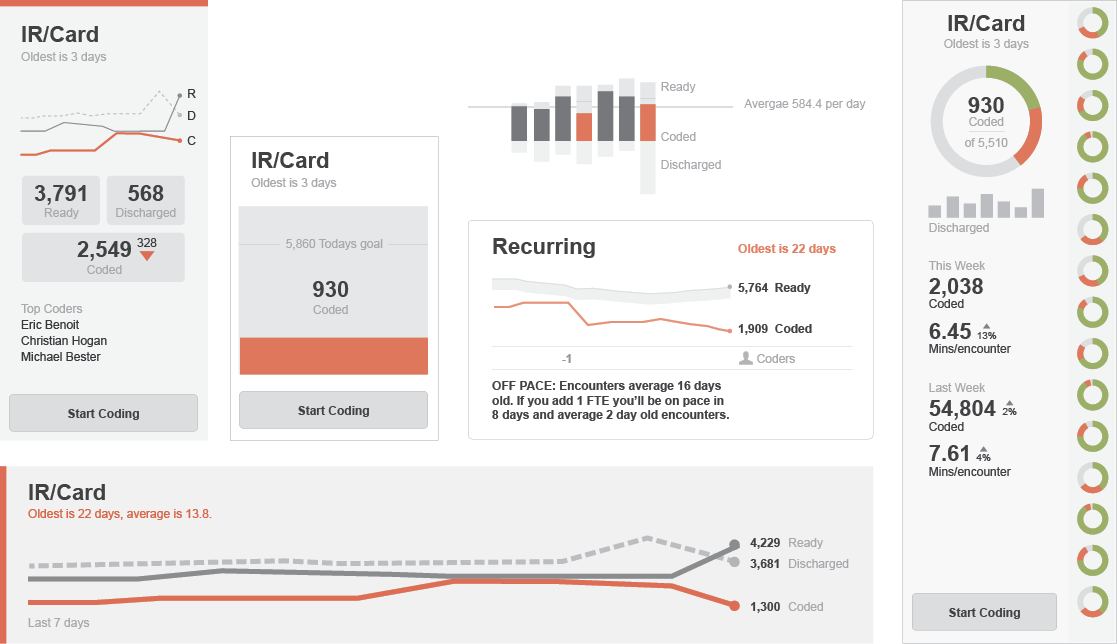 IR/Card
Oldest is 3 days
R
D
C
3,791
Ready
568
Discharged
2,549 328
Coded
Top Coders
Eric Benoit
Christian Hogan
Michael Bester
Start Coding
IR/Card
Oldest is 3 days
5,860 Todays goal
930
Coded
Start Coding
Ready
Avergae 584.4 per day
Coded
Discharged
Recurring
Oldest is 22 days
5,764 Ready
1,909 Coded
-1
Coders
OFF PACE: Encounters average 16 days
old. If you add 1 FTE you'll be on pace in
8 days and average 2 day old encounters.
IR/Card
Oldest is 22 days, average is 13.8.
4,229 Ready
3,681 Discharged
1,300 Coded
Last 7 days
IR/Card
Oldest is 3 days
930
Coded
of 5,510
Discharged
This Week
2,038
Coded
6.45 13%
Mins/encounter
Last Week
54,804 2%
Coded
7.61 4%
Mins/encounter
Start Coding